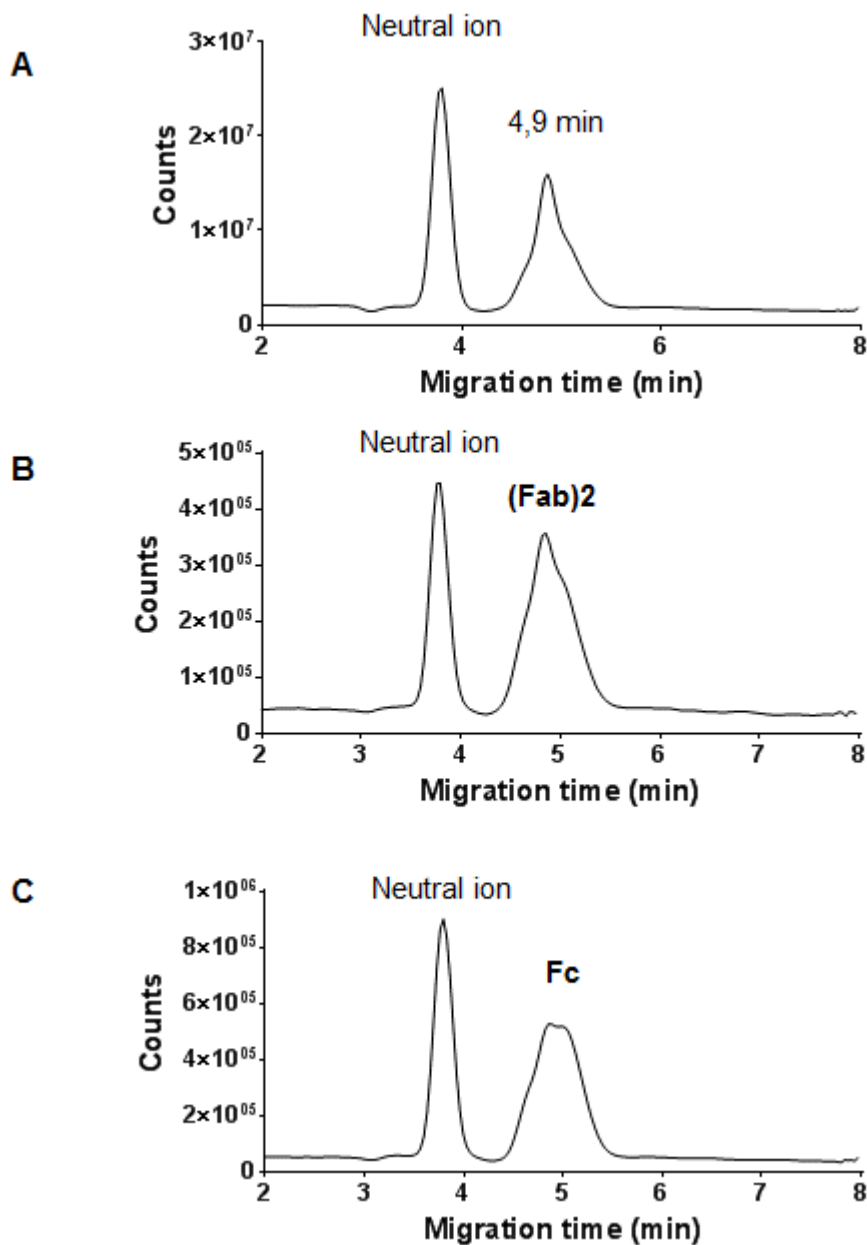 A
Neutral ion
3×10⁷
4,9 min
2×10⁷
Counts
1×10⁷
0
2 4 6 8
Migration time (min)
B
Neutral ion
5×10⁰⁵
(Fab)2
4×10⁰⁵
3×10⁰⁵
Counts
2×10⁰⁵
1×10⁰⁵
0
2 3 4 5 6 7 8
Migration time (min)
C
Neutral ion
1×10⁰⁶
8×10⁰⁵
Fc
6×10⁰⁵
Counts
4×10⁰⁵
2×10⁰⁵
0
2 3 4 5 6 7 8
Migration time (min)